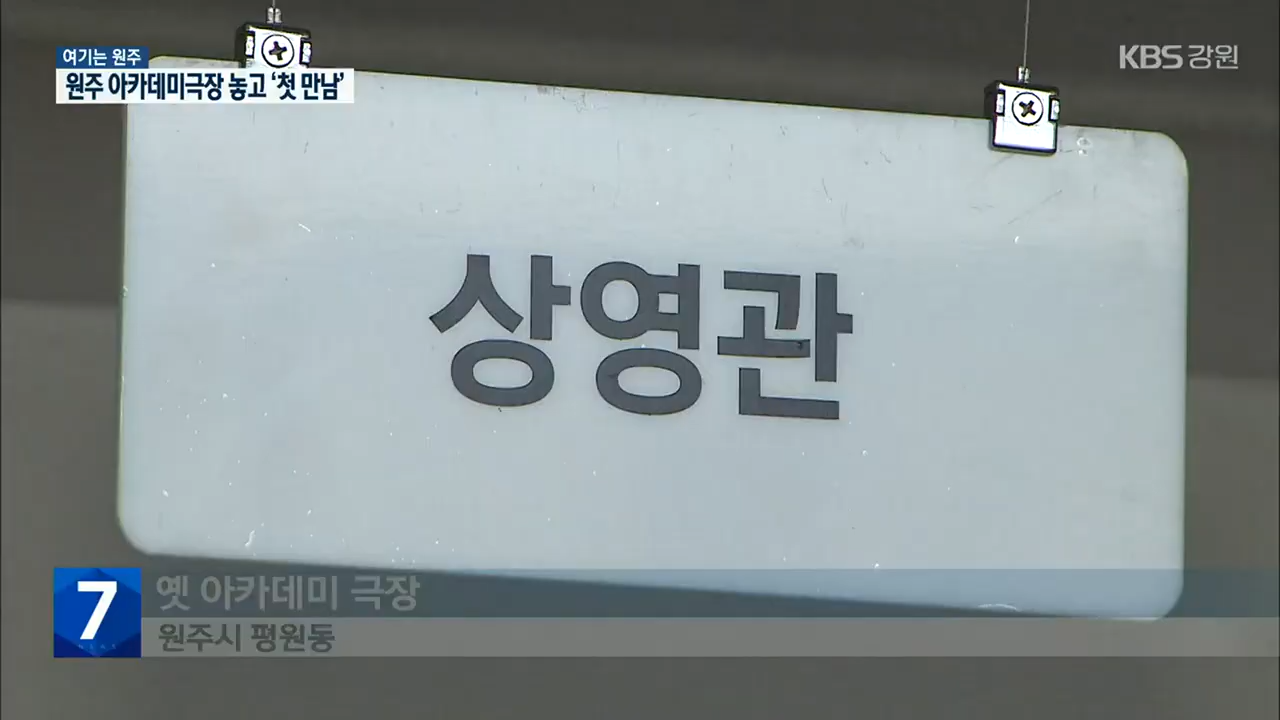 여기는 원주
원주 아카데미극장 놓고 ‘첫 만남’
KBS 강원
상영관
7
옛 아카데미 극장
원주시 평원동